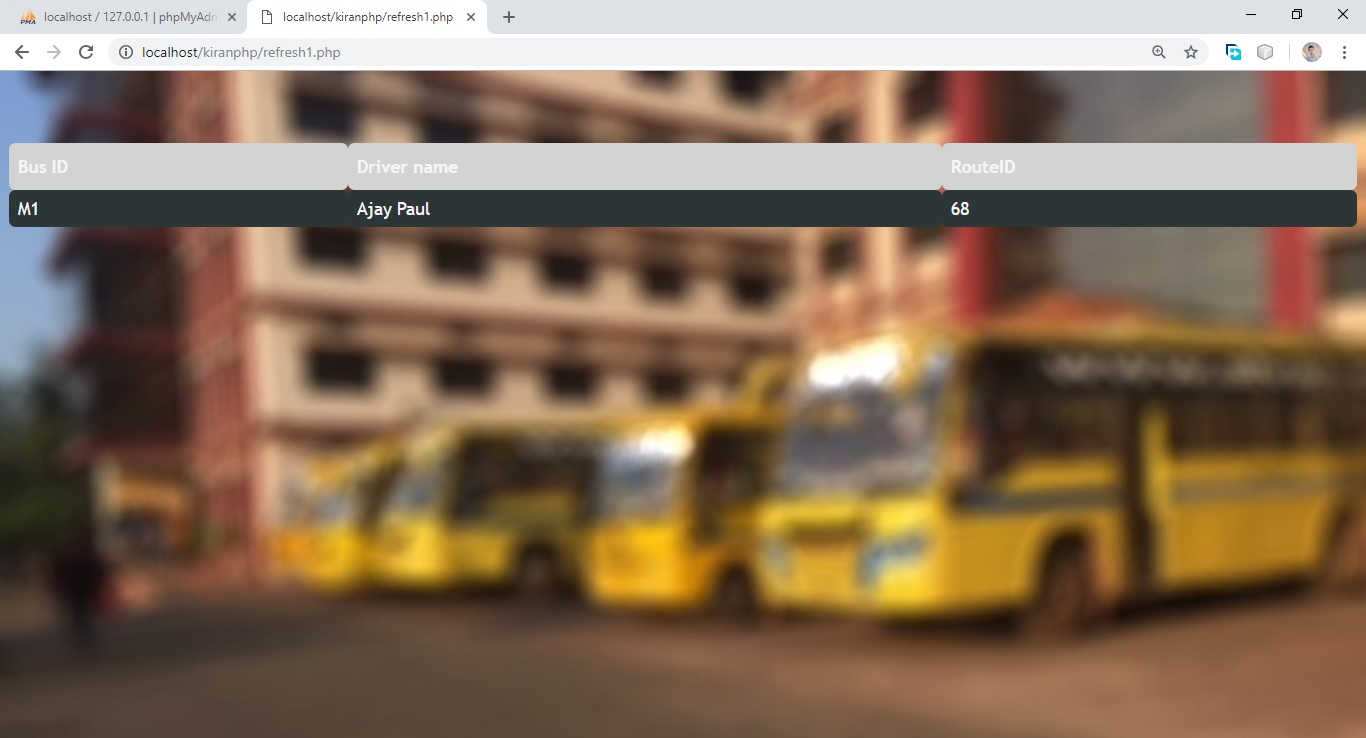 PMA localhost / 127.0.0.1 | phpMyAdm
localhost/kiranphp/refresh1.php
localhost/kiranphp/refresh1.php
Bus ID Driver name RouteID
M1 Ajay Paul 68